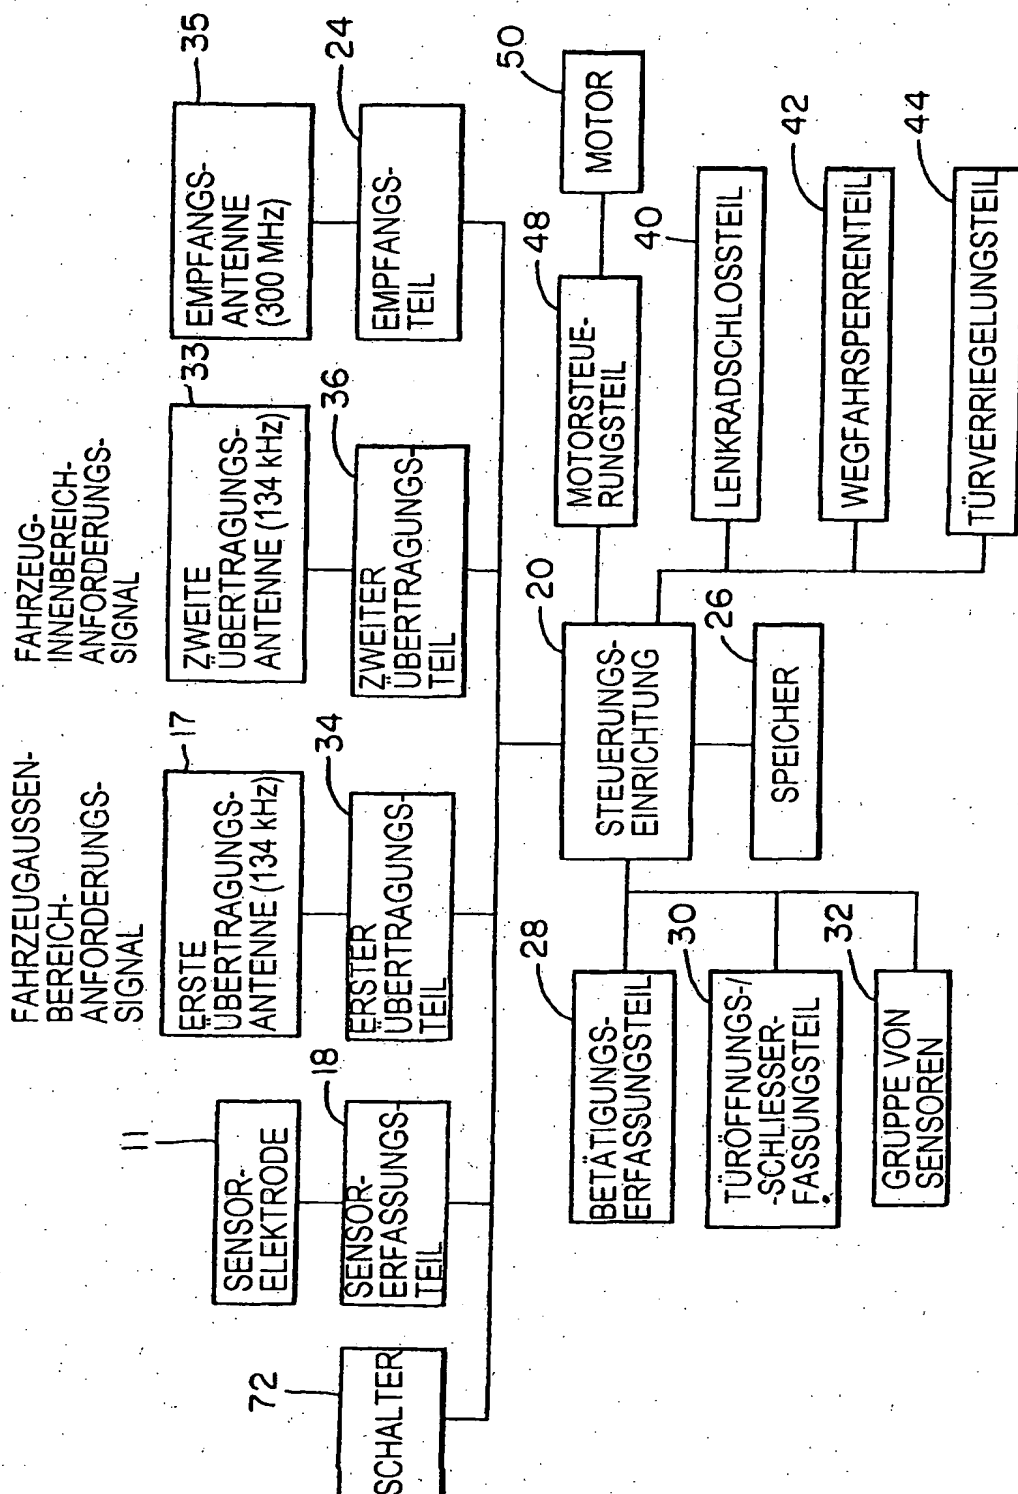 FAHRZEUGAUSSEN-
BEREICH-
ANFORDERUNGS-
SIGNAL
FAHRZEUG-
INNENBEREICH-
ANFORDERUNGS-
SIGNAL
11
SENSOR-
ELEKTRODE
17
ERSTE
ÜBERTRAGUNGS-
ANTENNE (134 kHz)
33
ZWEITE
ÜBERTRAGUNGS-
ANTENNE (134 kHz)
35
EMPFANGS-
ANTENNE
(300 MHz)
72
SCHALTER
18
SENSOR-
ERFASSUNGS-
TEIL
34
ERSTER
ÜBERTRAGUNGS-
TEIL
36
ZWEITER
ÜBERTRAGUNGS-
TEIL
24
EMPFANGS-
TEIL
28
BETÄTIGUNGS-
ERFASSUNGSTEIL
30
TÜRÖFFNUNGS-/
-SCHLIESSER-
FASSUNGSTEIL
32
GRUPPE VON
SENSOREN
20
STEUERUNGS-
EINRICHTUNG
26
SPEICHER
48
MOTORSTEUE-
RUNGSTEIL
50
MOTOR
40
LENKRADSCHLOSSTEIL
42
WEGFAHRSPERRENTEIL
44
TÜRVERRIEGELUNGSTEIL